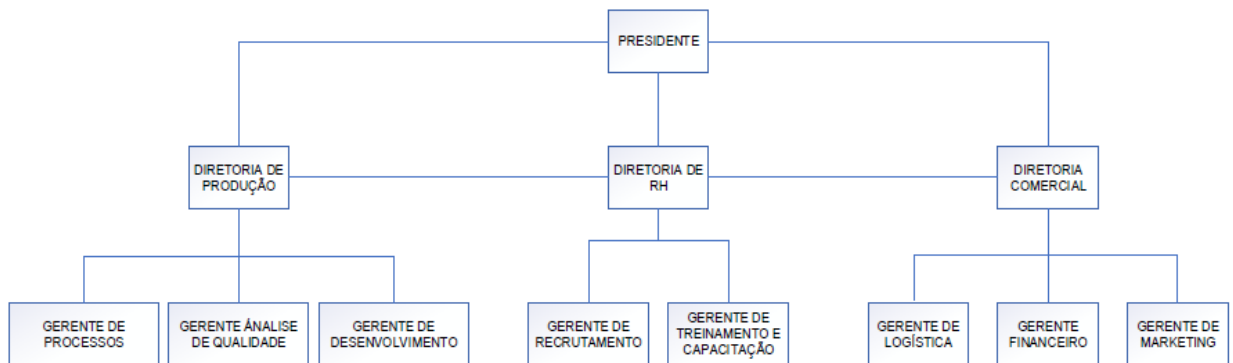 PRESIDENTE
DIRETORIA DE
PRODUÇÃO
DIRETORIA DE
RH
DIRETORIA
COMERCIAL
GERENTE DE
PROCESSOS
GERENTE ÁNALISE
DE QUALIDADE
GERENTE DE
DESENVOLVIMENTO
GERENTE DE
RECRUTAMENTO
GERENTE DE
TREINAMENTO E
CAPACITAÇÃO
GERENTE DE
LOGÍSTICA
GERENTE
FINANCEIRO
GERENTE DE
MARKETING